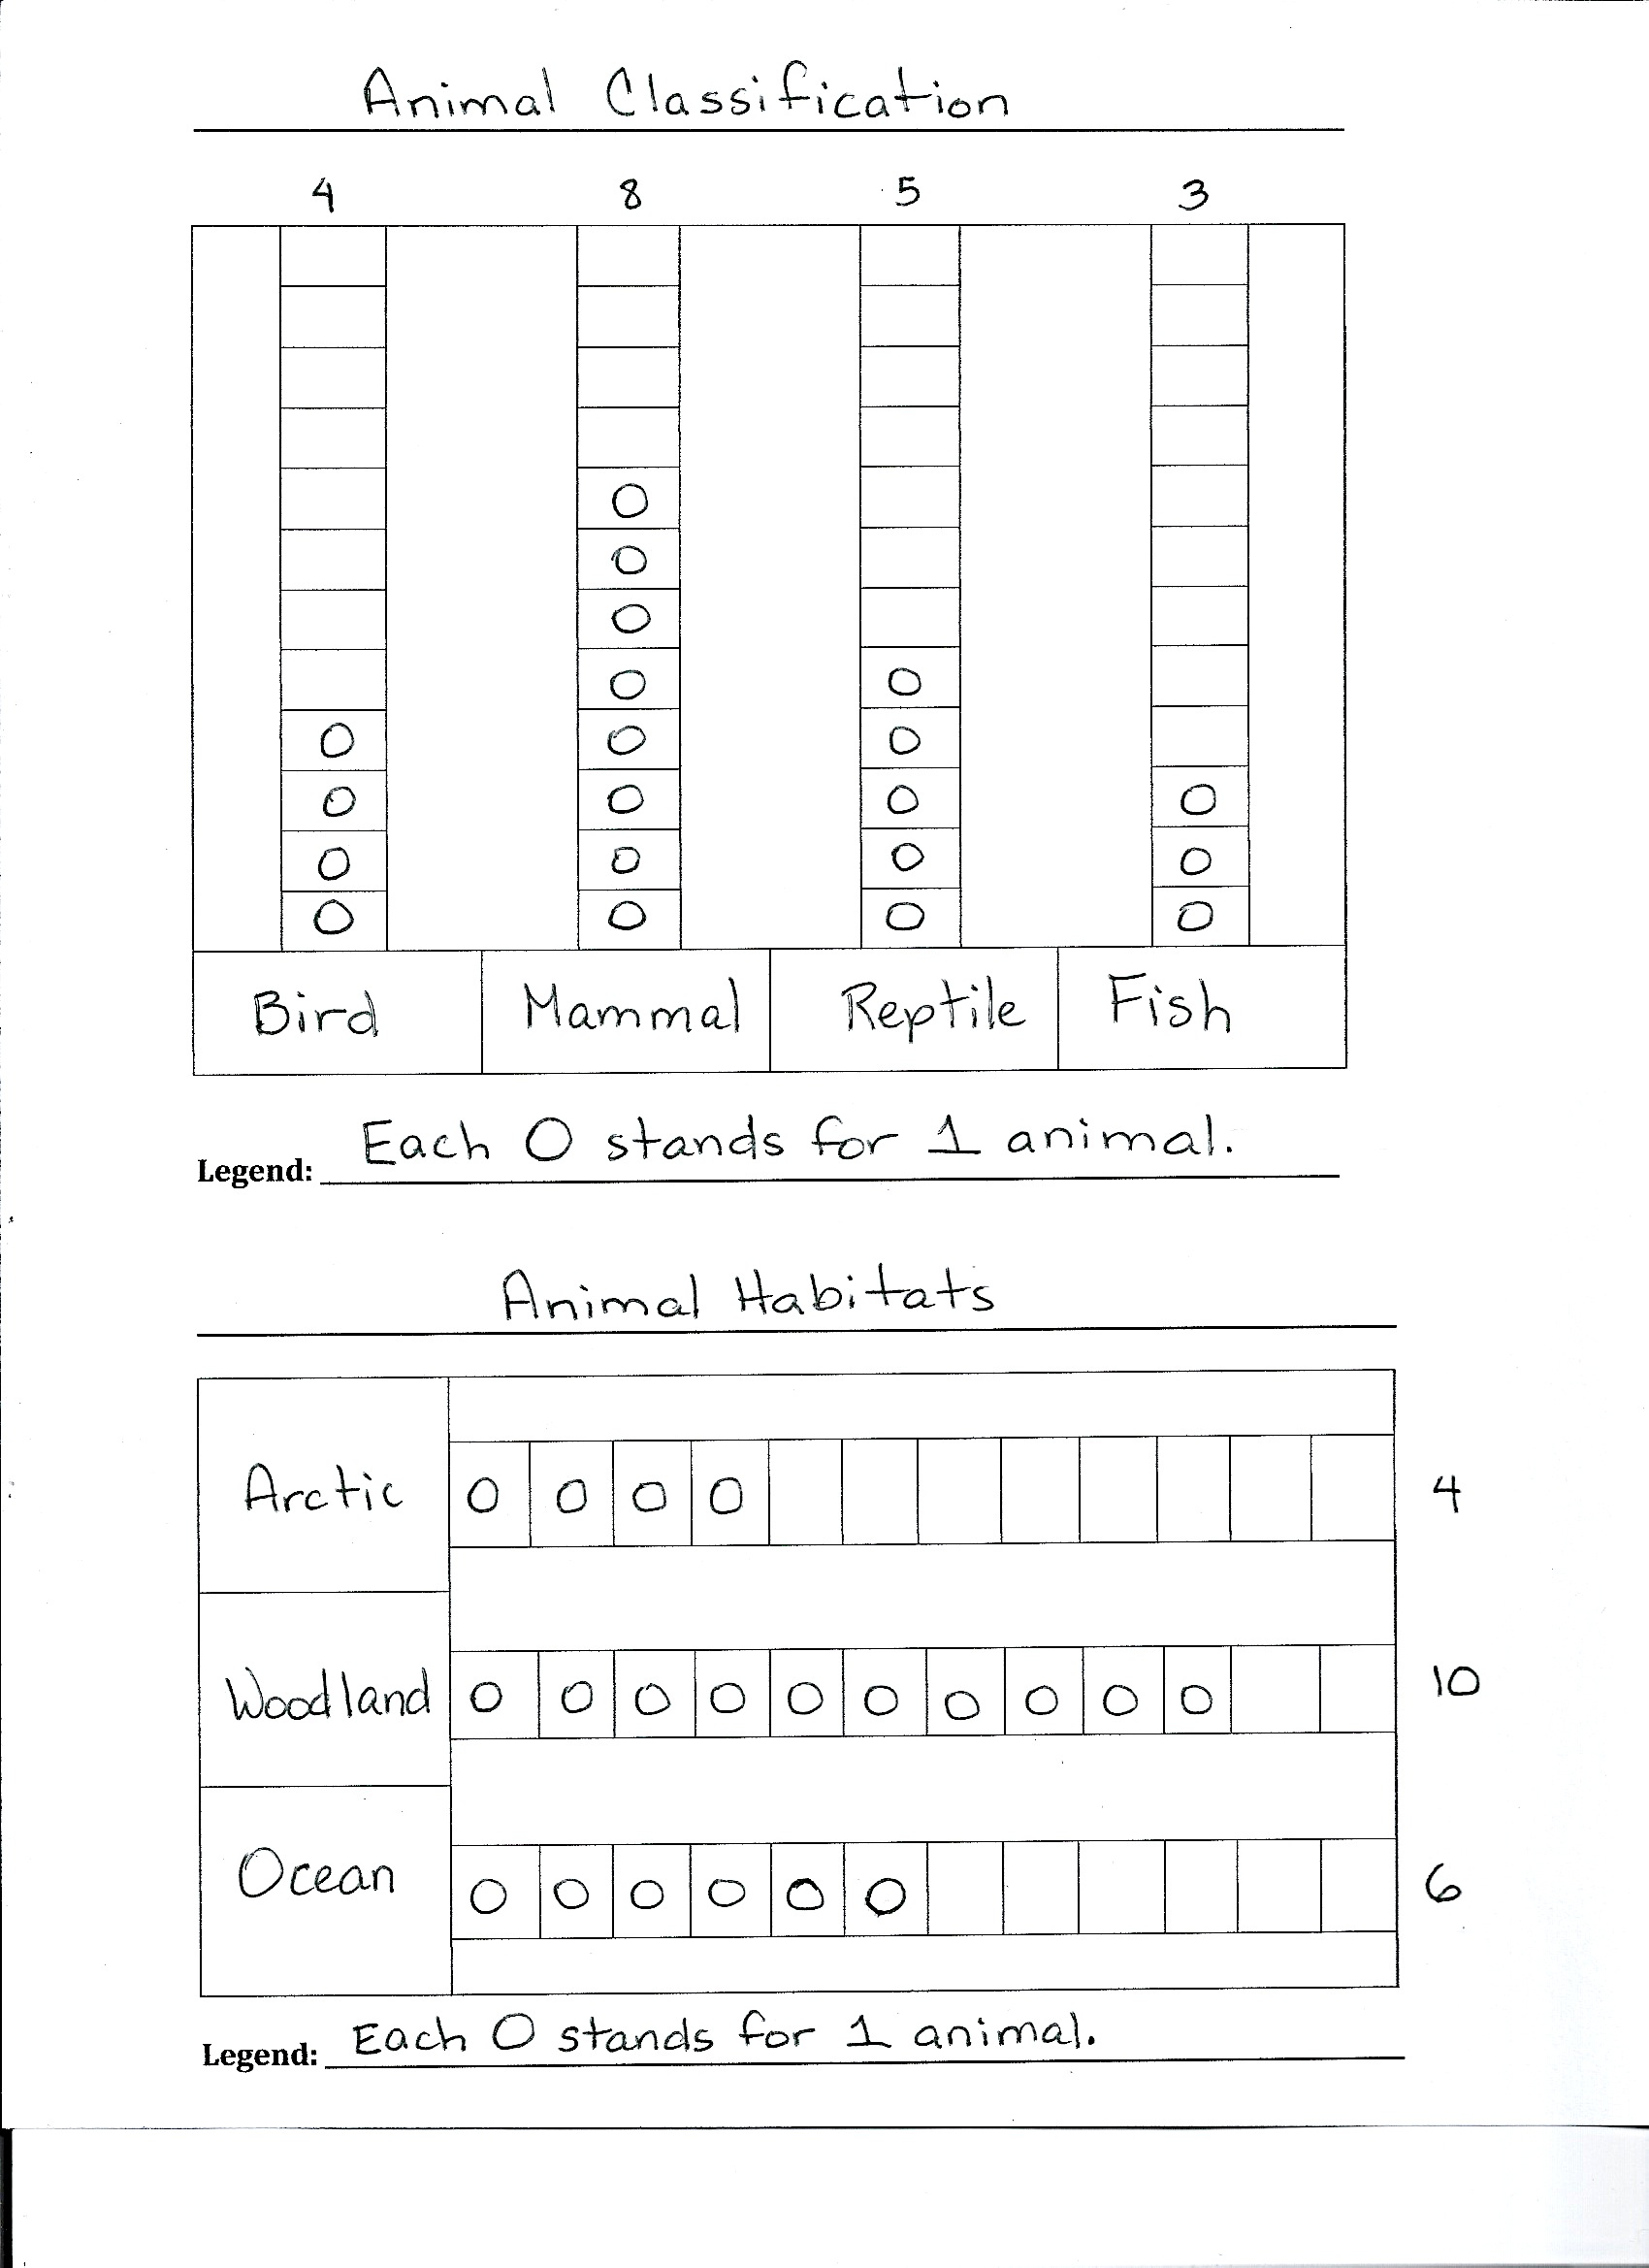 Animal Classification
4 8 5 3
O
O
O
O O
O O O
O O O O
O O O O
O O O O
Bird Mammal Reptile Fish
Legend: Each O stands for 1 animal.
Animal Habitats
Arctic O O O O 4
Woodland O O O O O O O O O O 10
Ocean O O O O O O 6
Legend: Each O stands for 1 animal.